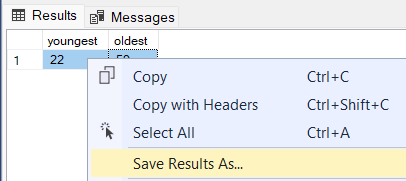 Results Messages
youngest oldest
1 22
Copy Ctrl+C
Copy with Headers Ctrl+Shift+C
Select All Ctrl+A
Save Results As...